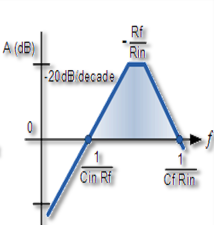 A (dB)
-Rf
Rin
-20dB/decade
0
f
1
Cin Rf
1
Cf Rin